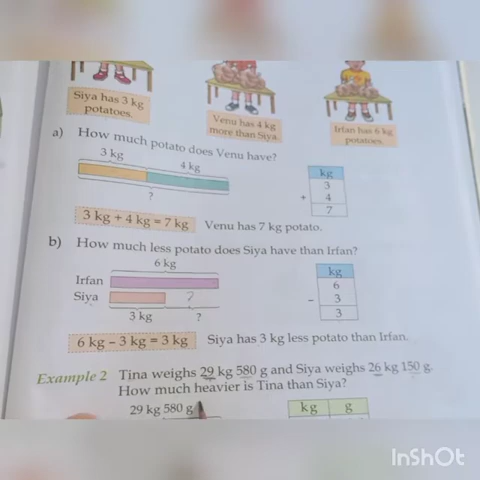 Siya has 3 kg
potatoes.
Venu has 4 kg
more than Siya.
Irfan has 6 kg
potatoes.
a) How much potato does Venu have?
3 kg
4 kg
?
kg
3
+ 4
7
3 kg + 4 kg = 7 kg Venu has 7 kg potato.
b) How much less potato does Siya have than Irfan?
6 kg
Irfan
Siya ?
3 kg ?
kg
6
– 3
3
6 kg – 3 kg = 3 kg Siya has 3 kg less potato than Irfan.
Example 2 Tina weighs 29 kg 580 g and Siya weighs 26 kg 150 g.
How much heavier is Tina than Siya?
29 kg 580 g
kg g
InShOt